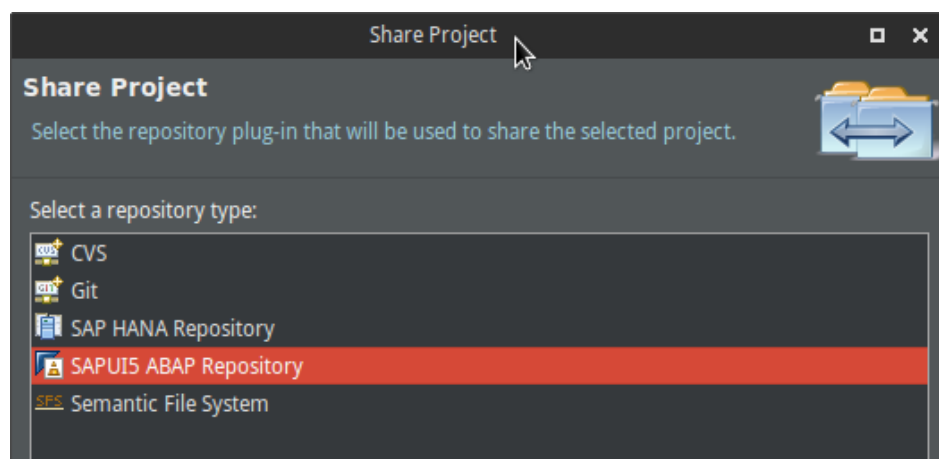 Share Project
Share Project
Select the repository plug-in that will be used to share the selected project.
Select a repository type:
CVS
Git
SAP HANA Repository
SAPUI5 ABAP Repository
SFS Semantic File System